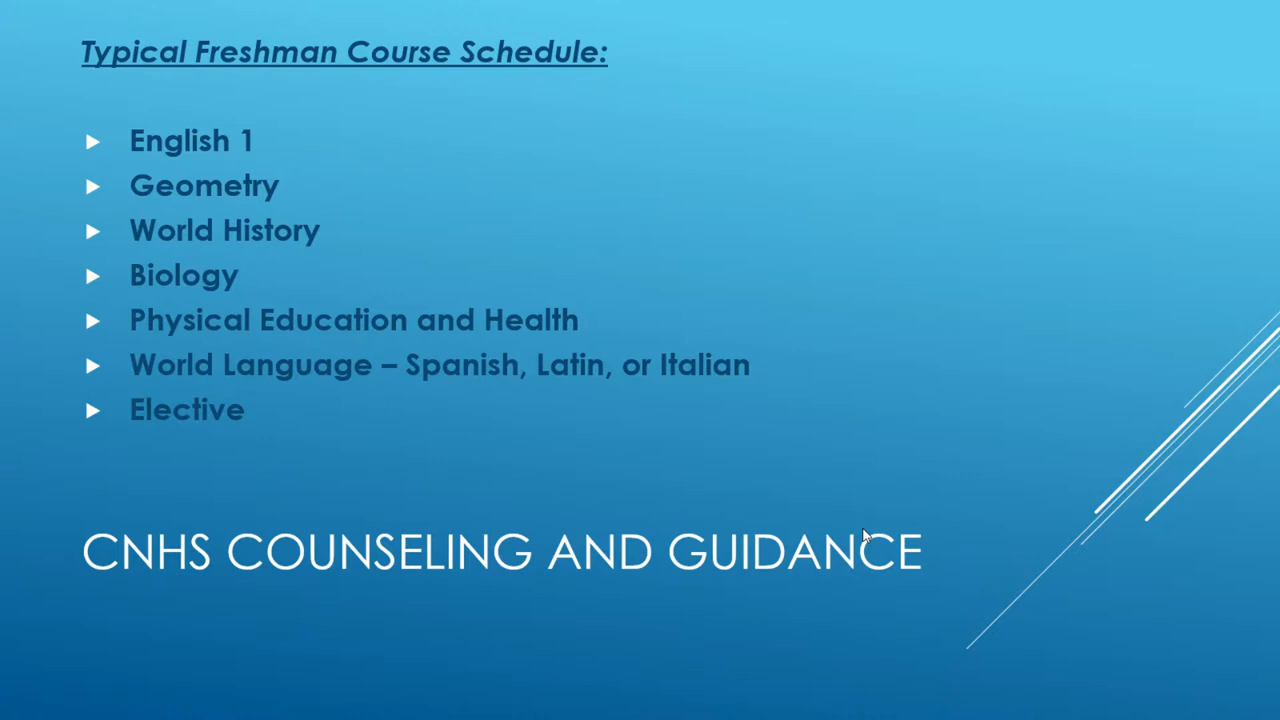 Typical Freshman Course Schedule:
English 1
Geometry
World History
Biology
Physical Education and Health
World Language – Spanish, Latin, or Italian
Elective
CNHS COUNSELING AND GUIDANCE